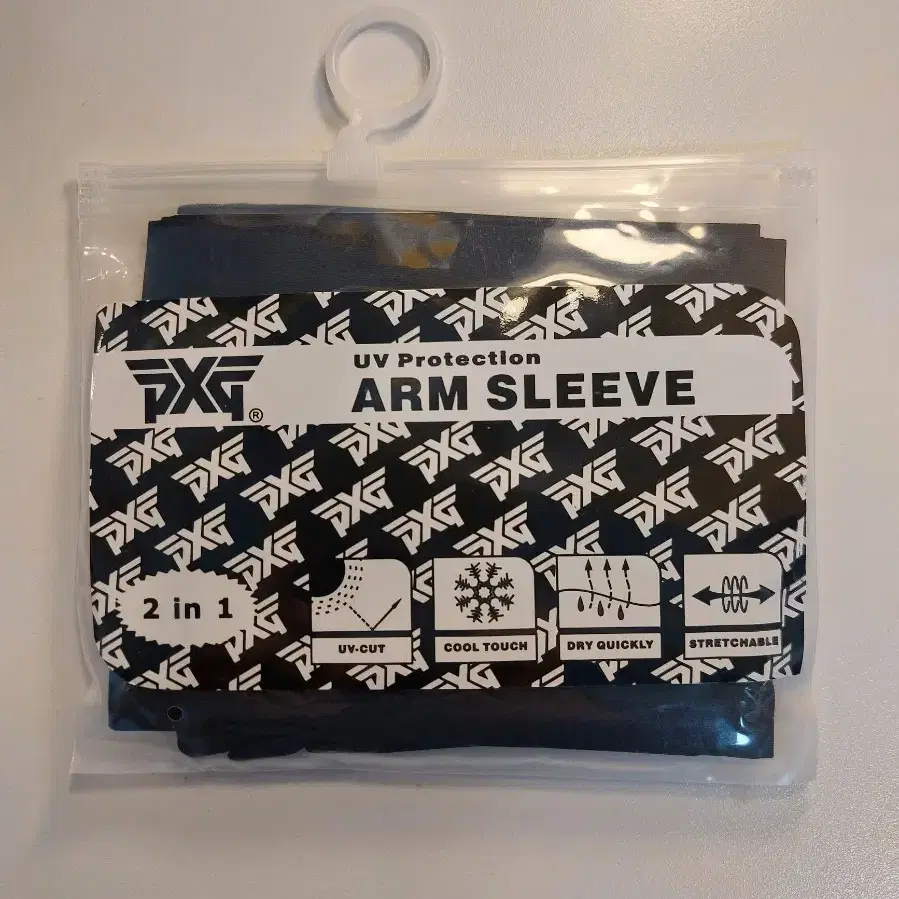 PXG®
UV Protection
ARM SLEEVE
2 in 1
UV-CUT
COOL TOUCH
DRY QUICKLY
STRETCHABLE